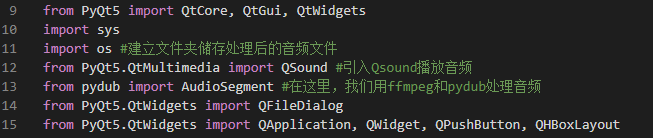 9 from PyQt5 import QtCore, QtGui, QtWidgets
10 import sys
11 import os #建立文件夹储存处理后的音频文件
12 from PyQt5.QtMultimedia import QSound #引入Qsound播放音频
13 from pydub import AudioSegment #在这里，我们用ffmpeg和pydub处理音频
14 from PyQt5.QtWidgets import QFileDialog
15 from PyQt5.QtWidgets import QApplication, QWidget, QPushButton, QHBoxLayout